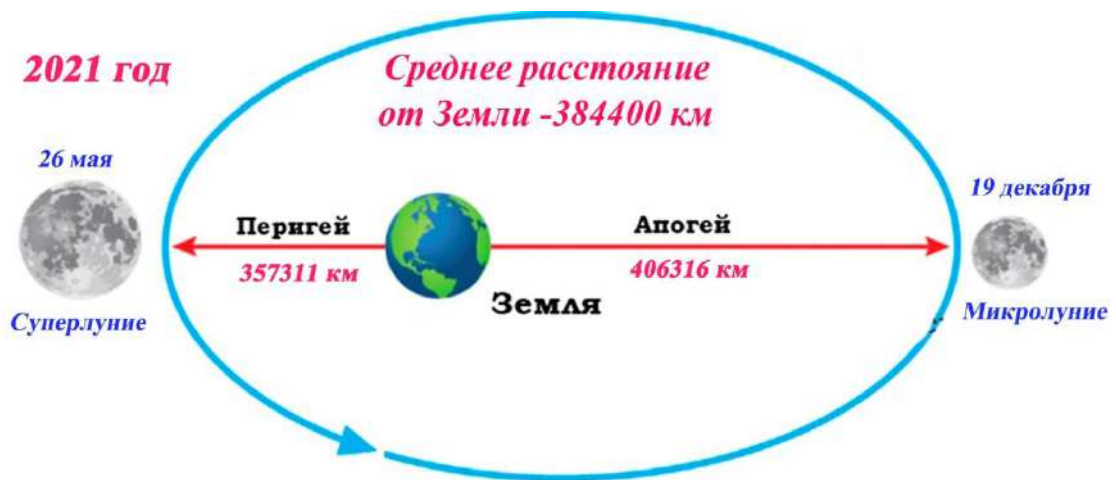 2021 год
Среднее расстояние
от Земли -384400 км
26 мая
19 декабря
Перигей
Апогей
357311 км
406316 км
Земля
Суперлуние
Микролуние